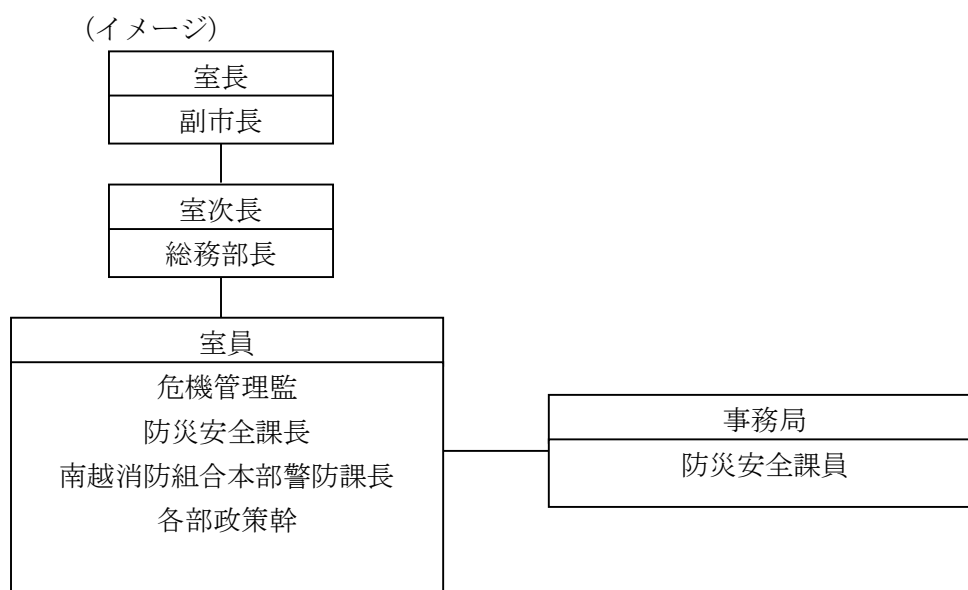 (イメージ)
室長
副市長
室次長
総務部長
室員
危機管理監
防災安全課長
南越消防組合本部警防課長
各部政策幹
事務局
防災安全課員